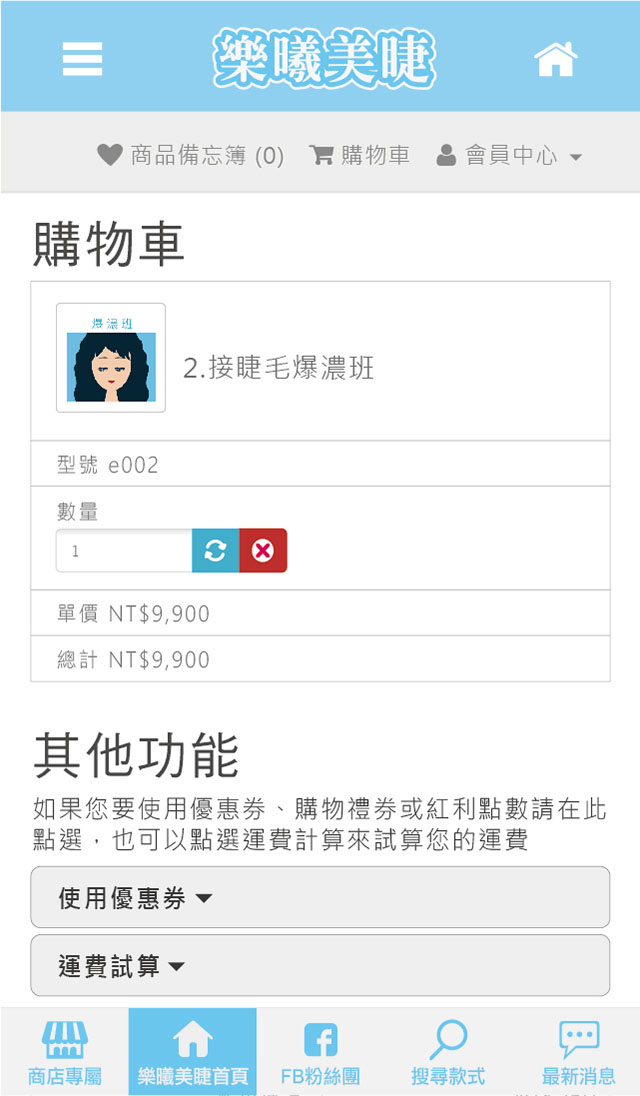 樂曦美睫
商品備忘簿 (0) 購物車 會員中心
購物車
爆濃班
2.接睫毛爆濃班
型號 e002
數量
1
單價 NT$9,900
總計 NT$9,900
其他功能
如果您要使用優惠券、購物禮券或紅利點數請在此
點選，也可以點選運費計算來試算您的運費
使用優惠券
運費試算
商店專屬 樂曦美睫首頁 FB粉絲團 搜尋款式 最新消息